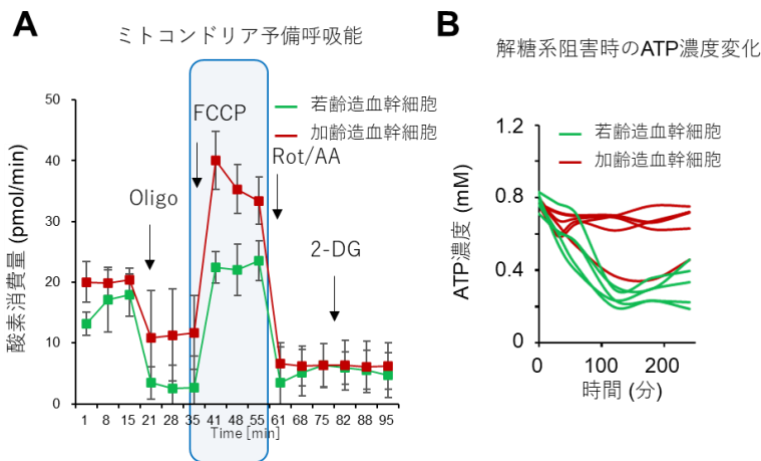 A
ミトコンドリア予備呼吸能
酸素消費量 (pmol/min)
50
40
30
20
10
0
若齢造血幹細胞
加齢造血幹細胞
FCCP
Oligo
Rot/AA
2-DG
1 8 15 21 28 35 41 48 55 61 68 75 82 88 95
Time [min]
B
解糖系阻害時のATP濃度変化
ATP濃度 (mM)
1.2
0.8
0.4
0
若齢造血幹細胞
加齢造血幹細胞
0 100 200
時間 (分)